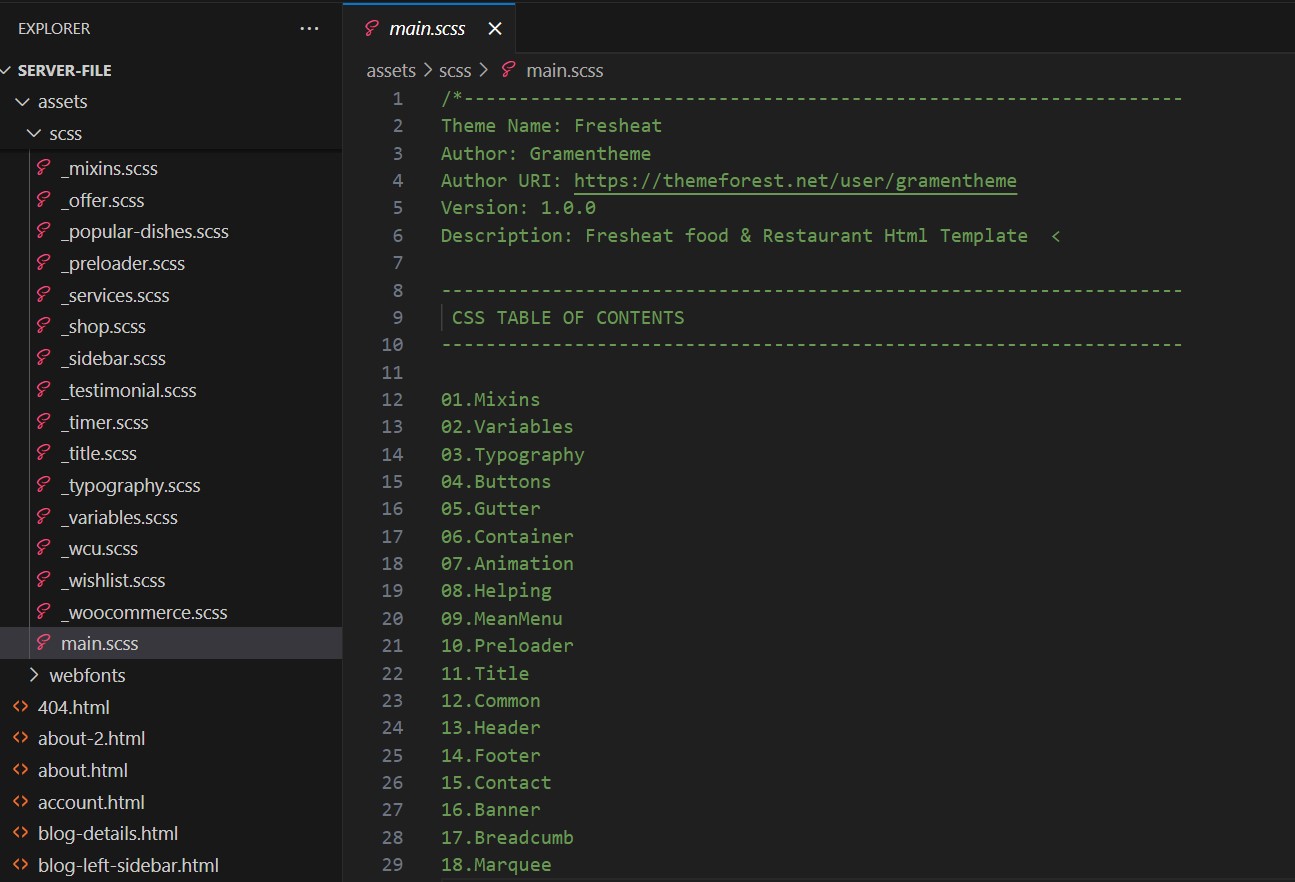 EXPLORER
SERVER-FILE
assets
scss
_mixins.scss
_offer.scss
_popular-dishes.scss
_preloader.scss
_services.scss
_shop.scss
_sidebar.scss
_testimonial.scss
_timer.scss
_title.scss
_typography.scss
_variables.scss
_wcu.scss
_wishlist.scss
_woocommerce.scss
main.scss
webfonts
404.html
about-2.html
about.html
account.html
blog-details.html
blog-left-sidebar.html
main.scss
assets > scss > main.scss
1 /*-----------------------------------------------------------------
2 Theme Name: Fresheat
3 Author: Gramentheme
4 Author URI: https://themeforest.net/user/gramentheme
5 Version: 1.0.0
6 Description: Fresheat food & Restaurant Html Template  <
7
8 -------------------------------------------------------------------
9  CSS TABLE OF CONTENTS
10 -------------------------------------------------------------------
11
12 01.Mixins
13 02.Variables
14 03.Typography
15 04.Buttons
16 05.Gutter
17 06.Container
18 07.Animation
19 08.Helping
20 09.MeanMenu
21 10.Preloader
22 11.Title
23 12.Common
24 13.Header
25 14.Footer
26 15.Contact
27 16.Banner
28 17.Breadcumb
29 18.Marquee